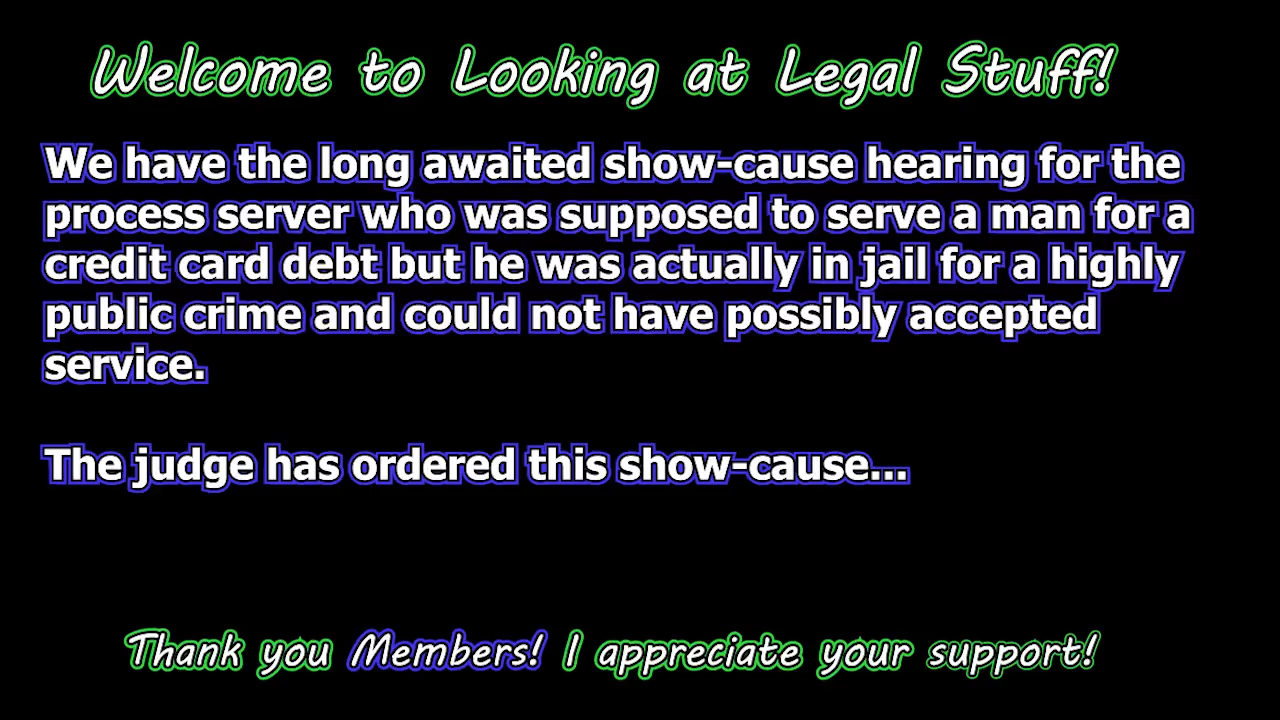 Welcome to Looking at Legal Stuff!
We have the long awaited show-cause hearing for the
process server who was supposed to serve a man for a
credit card debt but he was actually in jail for a highly
public crime and could not have possibly accepted
service.
The judge has ordered this show-cause...
Thank you Members! I appreciate your support!